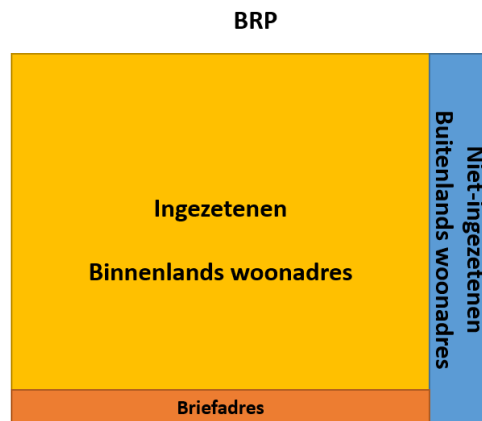 BRP
Ingezetenen
Binnenlands woonadres
Niet-ingezetenen
Buitenlands woonadres
Briefadres